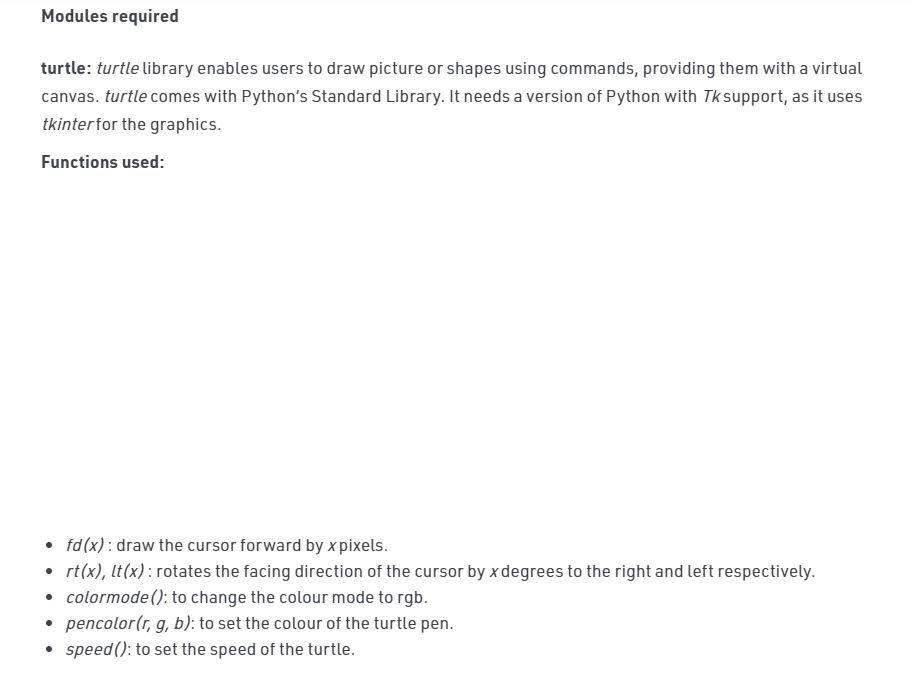 Modules required
turtle: turtle library enables users to draw picture or shapes using commands, providing them with a virtual
canvas. turtle comes with Python's Standard Library. It needs a version of Python with Tk support, as it uses
tkinter for the graphics.
Functions used:
• fd(x) : draw the cursor forward by x pixels.
• rt(x), lt(x) : rotates the facing direction of the cursor by x degrees to the right and left respectively.
• colormode(): to change the colour mode to rgb.
• pencolor(r, g, b): to set the colour of the turtle pen.
• speed(): to set the speed of the turtle.